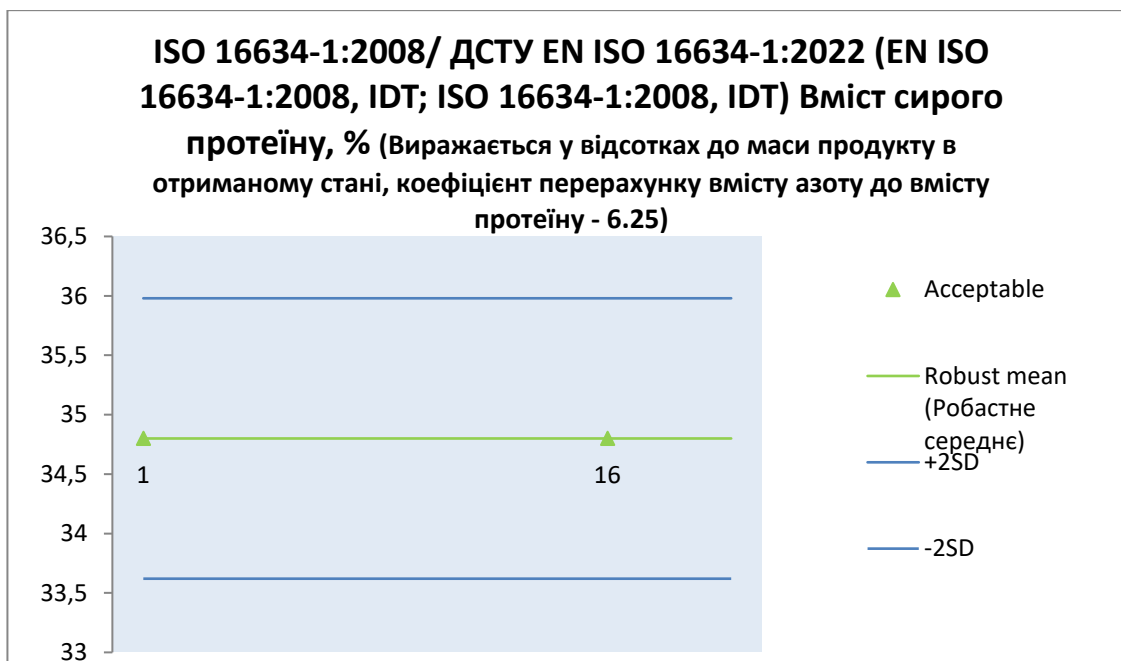 ISO 16634-1:2008/ ДСТУ EN ISO 16634-1:2022 (EN ISO
16634-1:2008, IDT; ISO 16634-1:2008, IDT) Вміст сирого
протеїну, % (Виражається у відсотках до маси продукту в
отриманому стані, коефіцієнт перерахунку вмісту азоту до вмісту
протеїну - 6.25)
36,5
36
35,5
35
34,5
34
33,5
33
1
16
Acceptable
Robust mean
(Робастне
середнє)
+2SD
-2SD